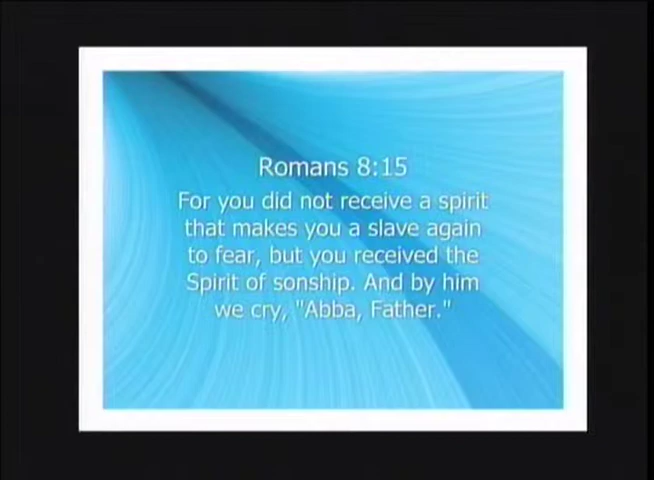 Romans 8:15
For you did not receive a spirit
that makes you a slave again
to fear, but you received the
Spirit of sonship. And by him
we cry, "Abba, Father."